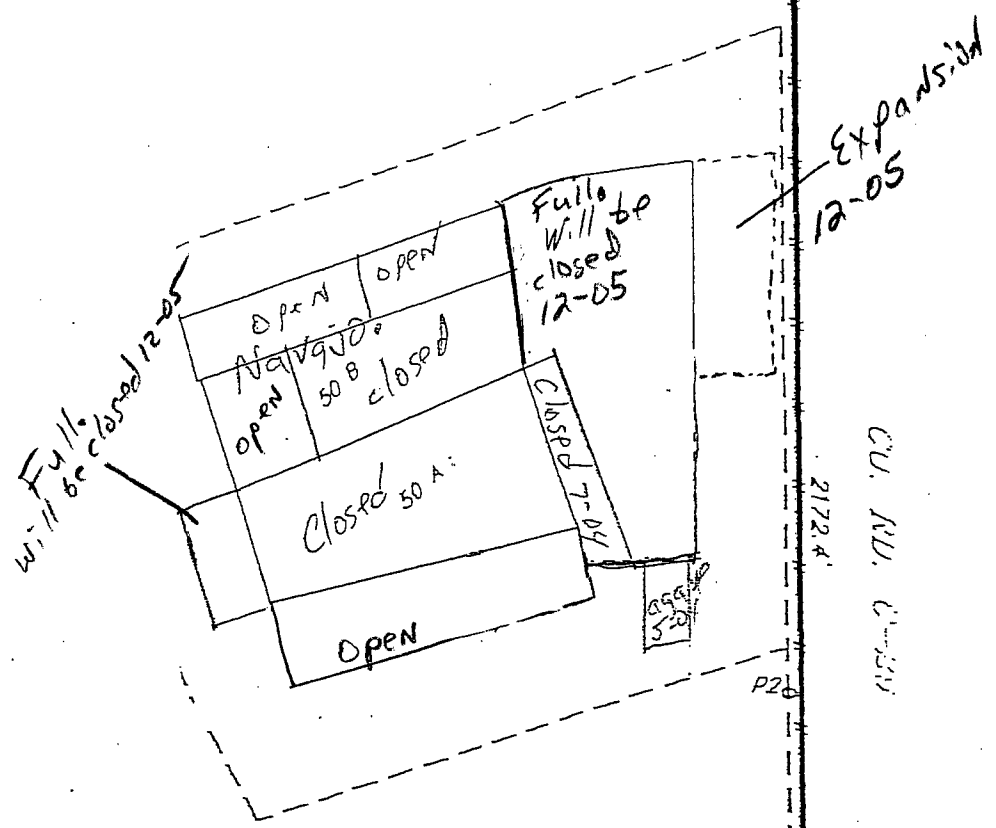 Expansion
12-05
Full.
Will be
closed
12-05
open
open
Navajo:
50 B
closed
open
Full.
Will be closed 12-05
Closed 50 A:
Closed 7-04
Open
2172.4'
P2